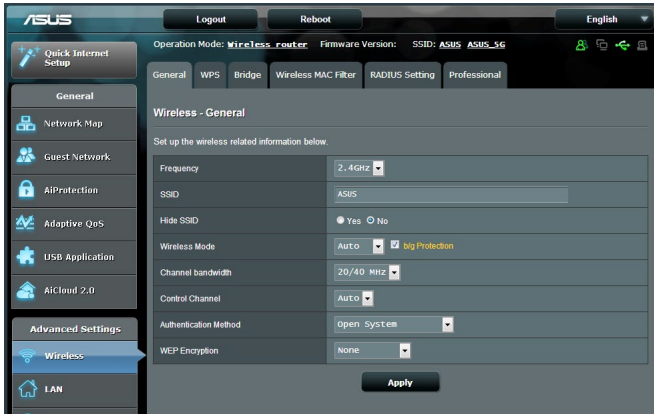 ASUS
Logout
Reboot
English
Quick Internet Setup
Operation Mode: Wireless router Firmware Version: SSID: ASUS ASUS_5G
General WPS Bridge Wireless MAC Filter RADIUS Setting Professional
General
Network Map
Guest Network
AiProtection
Adaptive QoS
USB Application
AiCloud 2.0
Advanced Settings
Wireless
LAN
Wireless - General
Set up the wireless related information below.
Frequency 2.4GHz
SSID ASUS
Hide SSID Yes No
Wireless Mode Auto b/g Protection
Channel bandwidth 20/40 MHz
Control Channel Auto
Authentication Method Open System
WEP Encryption None
Apply